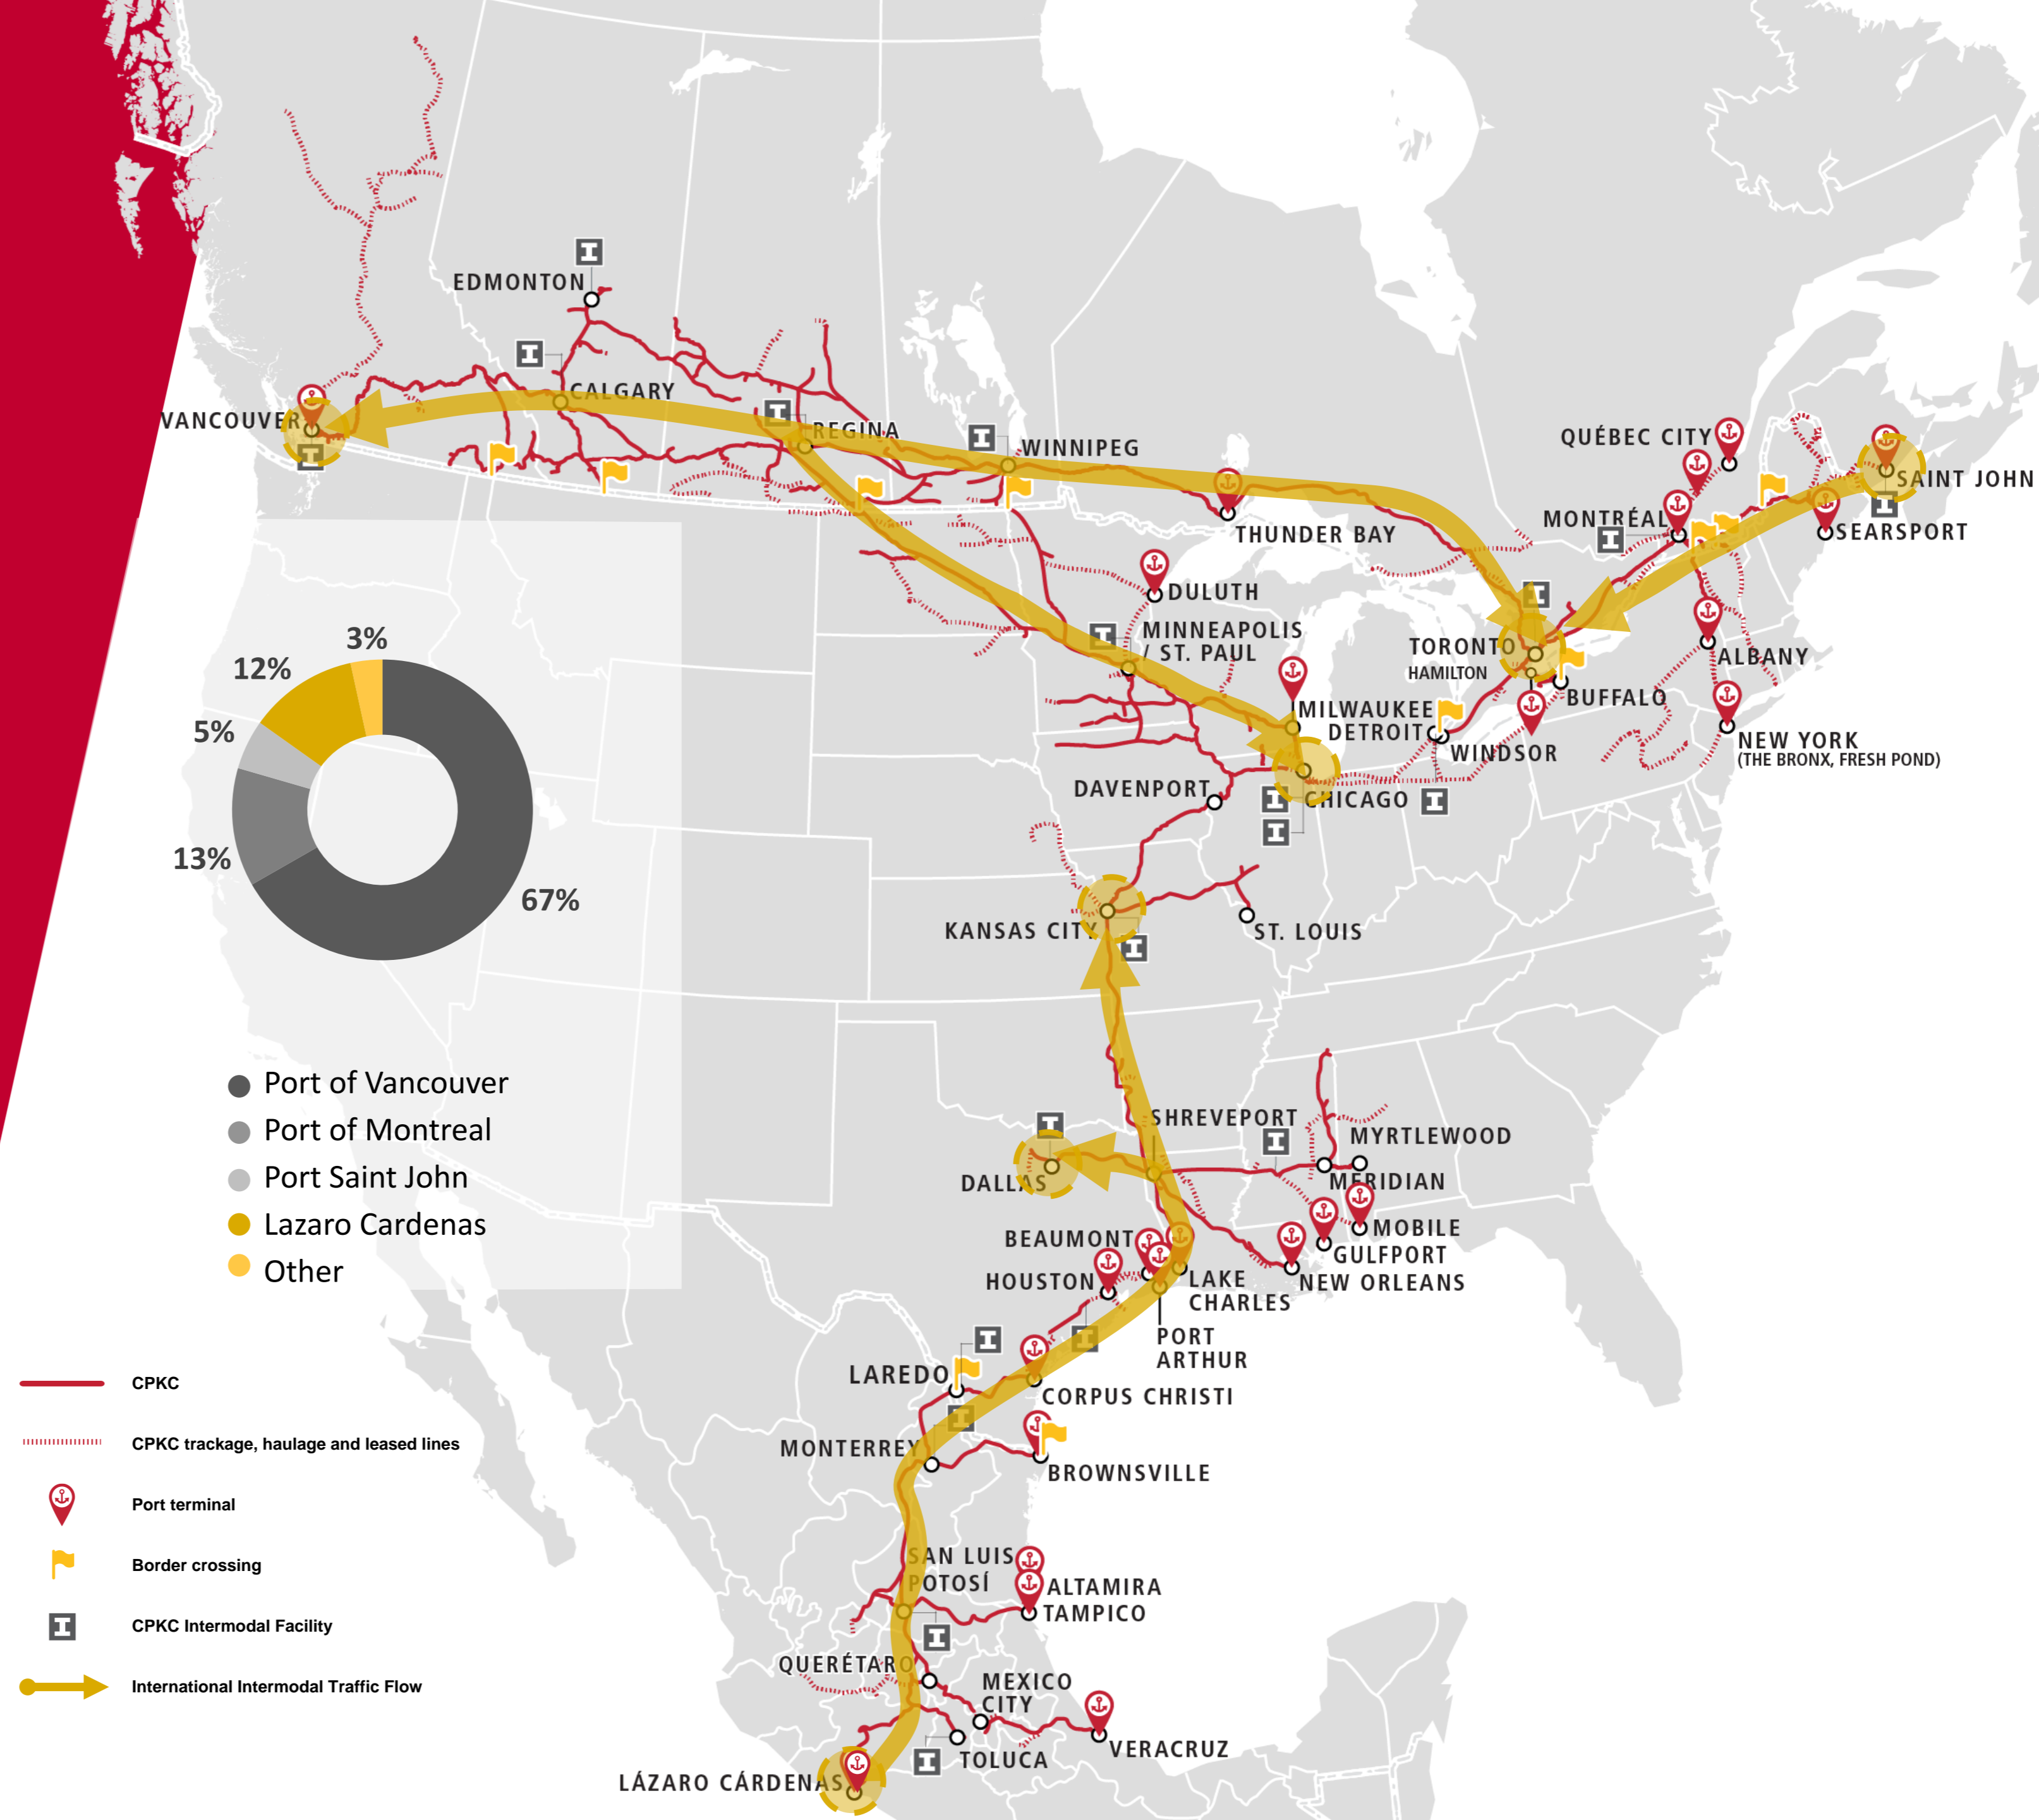 EDMONTON
CALGARY
VANCOUVER
REGINA
WINNIPEG
THUNDER BAY
QUÉBEC CITY
SAINT JOHN
MONTRÉAL
SEARSPORT
DULUTH
MINNEAPOLIS
/ ST. PAUL
TORONTO
HAMILTON
ALBANY
BUFFALO
MILWAUKEE
DETROIT
WINDSOR
NEW YORK
(THE BRONX, FRESH POND)
DAVENPORT
CHICAGO
KANSAS CITY
ST. LOUIS
3%
12%
5%
13%
67%
Port of Vancouver
Port of Montreal
Port Saint John
Lazaro Cardenas
Other
SHREVEPORT
MYRTLEWOOD
MERIDIAN
DALLAS
MOBILE
GULFPORT
NEW ORLEANS
BEAUMONT
HOUSTON
LAKE
CHARLES
PORT
ARTHUR
LAREDO
CORPUS CHRISTI
MONTERREY
BROWNSVILLE
SAN LUIS
POTOSÍ
ALTAMIRA
TAMPICO
QUERÉTARO
MEXICO
CITY
TOLUCA
VERACRUZ
LÁZARO CÁRDENAS
CPKC
CPKC trackage, haulage and leased lines
Port terminal
Border crossing
CPKC Intermodal Facility
International Intermodal Traffic Flow